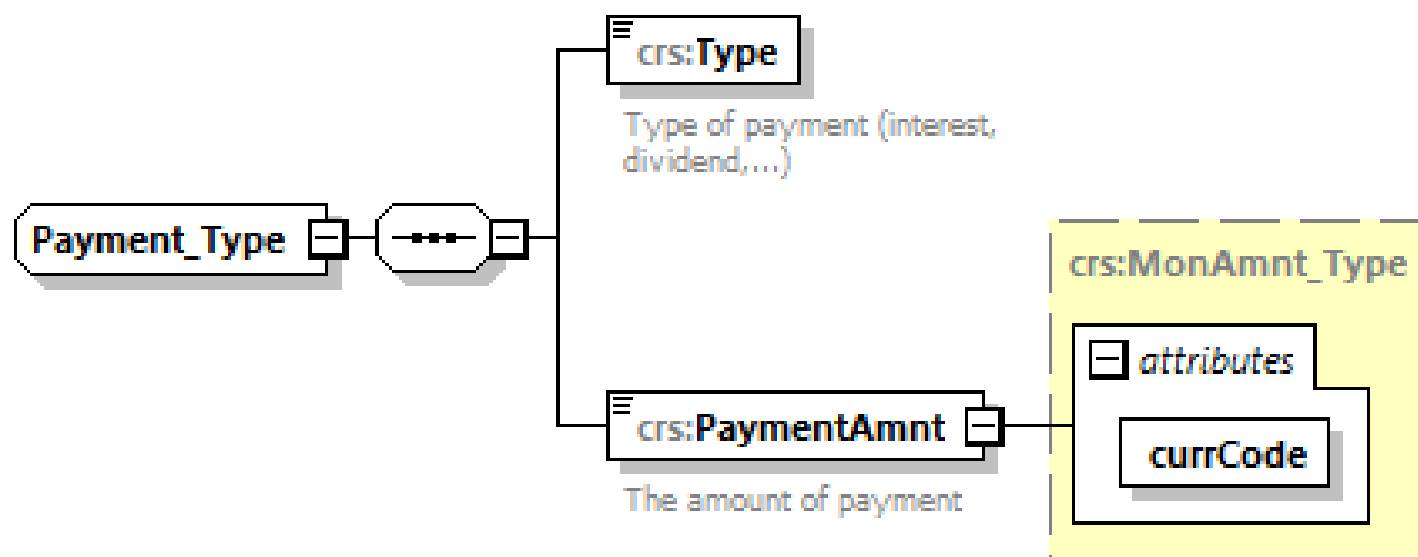 crs:Type
Type of payment (interest,
dividend,...)
Payment_Type
crs:MonAmnt_Type
attributes
crs:PaymentAmnt
currCode
The amount of payment